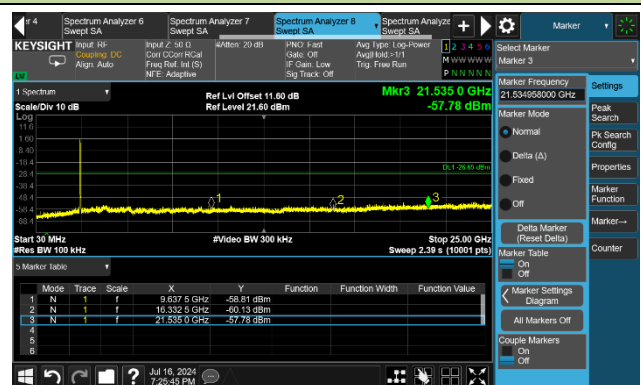 r 4
Spectrum Analyzer 6
Swept SA
Spectrum Analyzer 7
Swept SA
Spectrum Analyzer 8
Swept SA
Spectrum Analyze
Swept SA
Marker
KEYSIGHT
Input: RF
Coupling: DC
Align: Auto
Input Z: 50 Ω
Corr CCorr RCal
Freq Ref: Int (S)
NFE: Adaptive
#Atten: 20 dB
PNO: Fast
Gate: Off
IF Gain: Low
Sig Track: Off
Avg Type: Log-Power
Avg|Hold:>1/1
Trig: Free Run
1 2 3 4 5 6
M W W W W W
P N N N N N
Select Marker
Marker 3
1 Spectrum
Scale/Div 10 dB
Ref Lvl Offset 11.60 dB
Ref Level 21.60 dBm
Mkr3 21.535 0 GHz
-57.78 dBm
Log
11.6
1.60
-8.40
-18.4
-28.4
-38.4
-48.4
-58.4
-68.4
1
2
3
Start 30 MHz
#Res BW 100 kHz
#Video BW 300 kHz
Stop 25.00 GHz
Sweep 2.39 s (10001 pts)
5 Marker Table
Mode Trace Scale X Y Function Function Width Function Value
1 N 1 f 9.637 5 GHz -58.81 dBm
2 N 1 f 16.332 5 GHz -60.13 dBm
3 N 1 f 21.535 0 GHz -57.78 dBm
4
5
6
Marker Frequency
21.534958000 GHz
Marker Mode
Normal
Delta (Δ)
Fixed
Off
Delta Marker
(Reset Delta)
Marker Table
On
Off
Marker Settings
Diagram
All Markers Off
Couple Markers
On
Off
Settings
Peak
Search
Pk Search
Config
Properties
Marker
Function
Marker→
Counter
Jul 16, 2024
7:25:45 PM